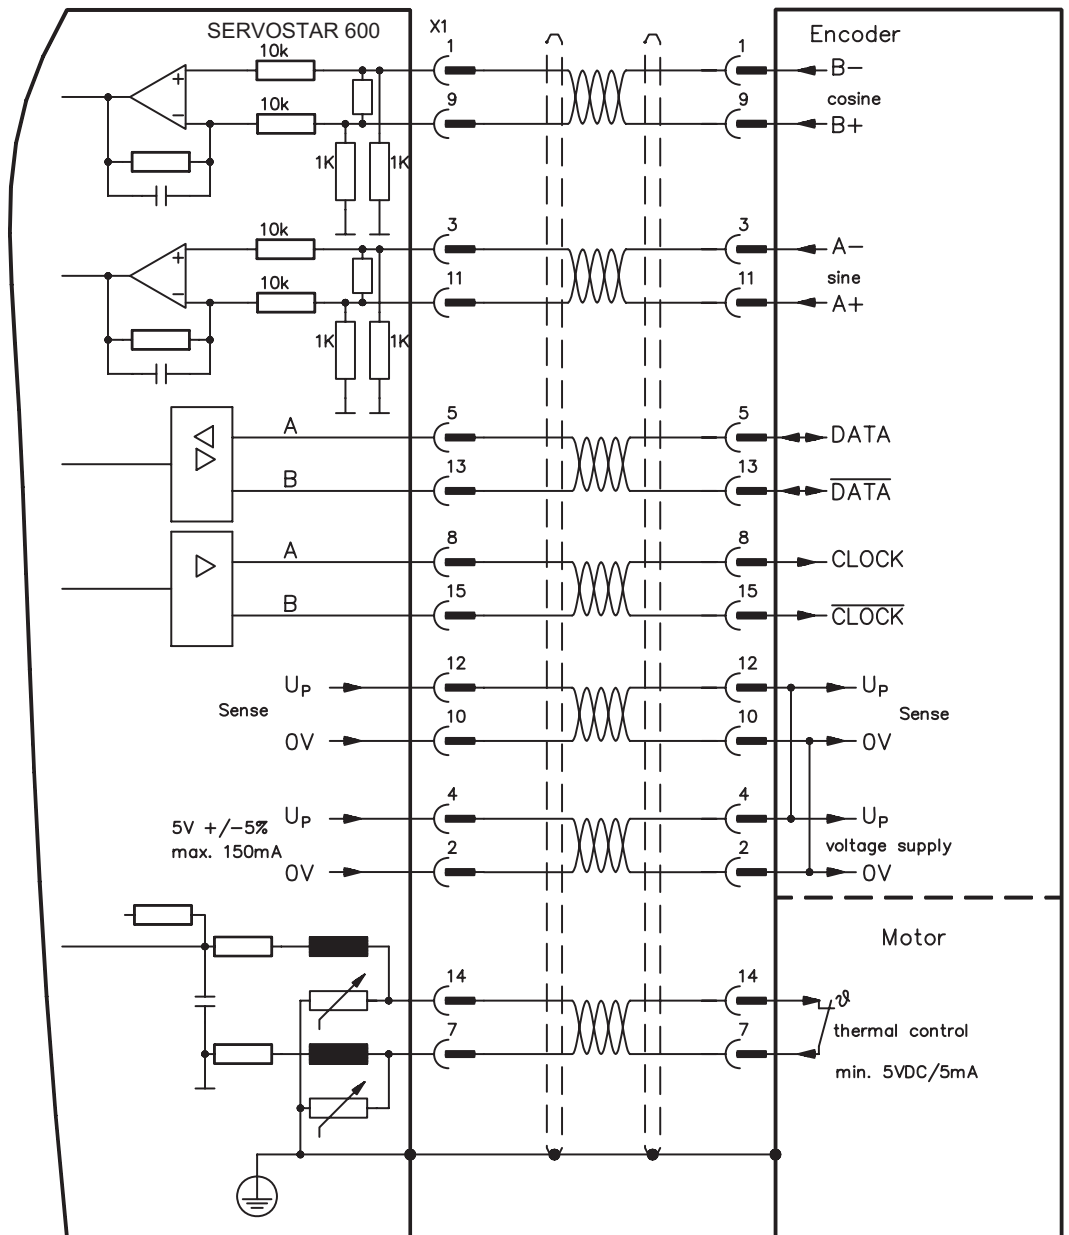 SERVOSTAR 600 X1 Encoder
10k 1 1 B−
cosine
10k 9 9 B+
1K 1K
10k 3 3 A−
sine
10k 11 11 A+
1K 1K
A 5 5 DATA
B 13 13 D̅A̅T̅A̅
A 8 8 CLOCK
B 15 15 C̅L̅O̅C̅K̅
UP 12 12 UP
Sense Sense
0V 10 10 0V
UP 4 4 UP
5V +/−5%
max. 150mA voltage supply
0V 2 2 0V
Motor
14 14 ϑ
thermal control
7 7
min. 5VDC/5mA